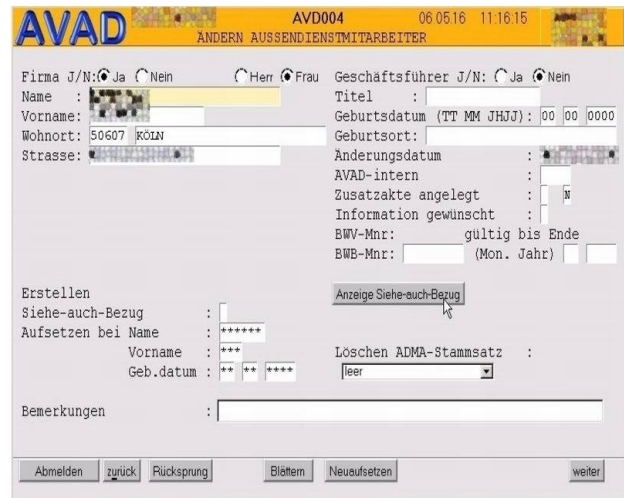 AVAD AVD004 06.05.16 11:16:15
ÄNDERN AUSSENDIENSTMITARBEITER
Firma J/N: Ja Nein Herr Frau Geschäftsführer J/N: Ja Nein
Name : Titel :
Vorname: Geburtsdatum (TT MM JHJJ): 00 00 0000
Wohnort: 50607 KÖLN Geburtsort:
Strasse: Änderungsdatum :
AVAD-intern :
Zusatzakte angelegt : N
Information gewünscht :
BWV-Mnr: gültig bis Ende
BWB-Mnr: (Mon. Jahr)
Erstellen Anzeige Siehe-auch-Bezug
Siehe-auch-Bezug :
Aufsetzen bei Name : ******
Vorname : *** Löschen ADMA-Stammsatz :
Geb.datum : ** ** **** leer
Bemerkungen :
Abmelden zurück Rücksprung Blättern Neuaufsetzen weiter